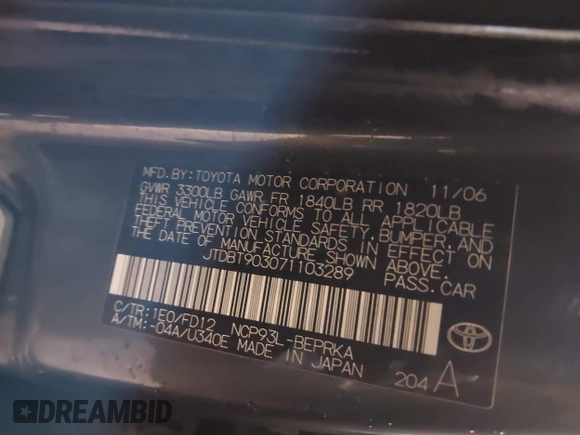 MFD.BY:TOYOTA MOTOR CORPORATION 11/06
GVWR 3300LB GAWR FR 1840LB RR 1820LB
THIS VEHICLE CONFORMS TO ALL APPLICABLE
FEDERAL MOTOR VEHICLE SAFETY,BUMPER,AND
THEFT PREVENTION STANDARDS IN EFFECT ON
THE DATE OF MANUFACTURE SHOWN ABOVE.
JTDBT903071103289 PASS.CAR
C/TR:1E0/FD12 NCP93L-BEPRKA
A/TM:-04A/U340E MADE IN JAPAN
204 A
DREAMBID